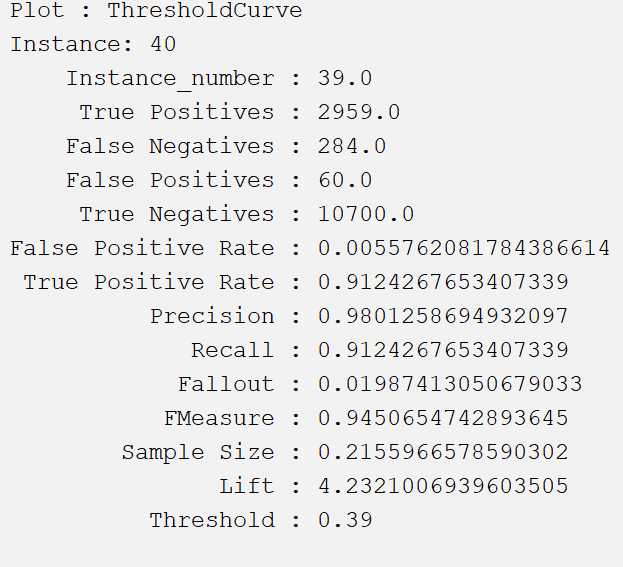 Plot : ThresholdCurve
Instance: 40
Instance_number : 39.0
True Positives : 2959.0
False Negatives : 284.0
False Positives : 60.0
True Negatives : 10700.0
False Positive Rate : 0.0055762081784386614
True Positive Rate : 0.9124267653407339
Precision : 0.9801258694932097
Recall : 0.9124267653407339
Fallout : 0.01987413050679033
FMeasure : 0.9450654742893645
Sample Size : 0.2155966578590302
Lift : 4.2321006939603505
Threshold : 0.39